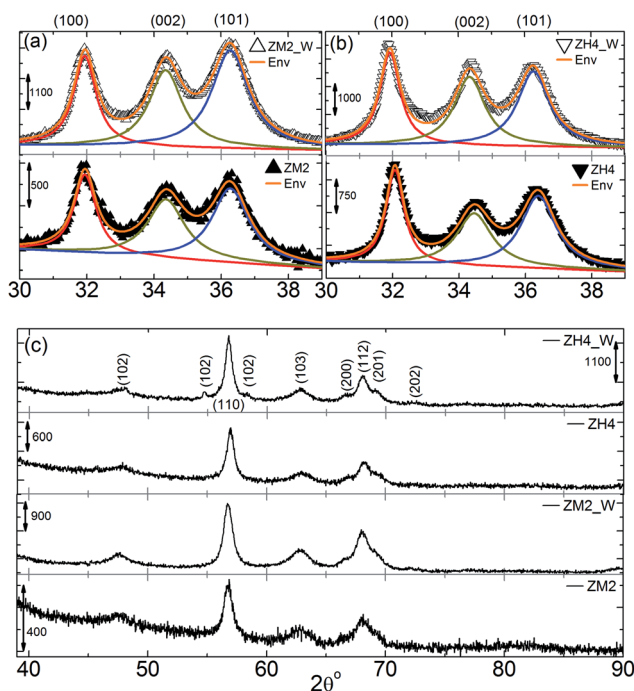 (100) (002) (101) (100) (002) (101)
(a) ZM2_W (b) ZH4_W
Env Env
1100 1000
500 ZM2 750 ZH4
Env Env
30 32 34 36 38 30 32 34 36 38
(c) ZH4_W
(102) (102) (102) (103) (200) (112) (201) (202) 1100
(110)
ZH4
600
ZM2_W
900
ZM2
400
40 50 60 70 80 90
2θ°